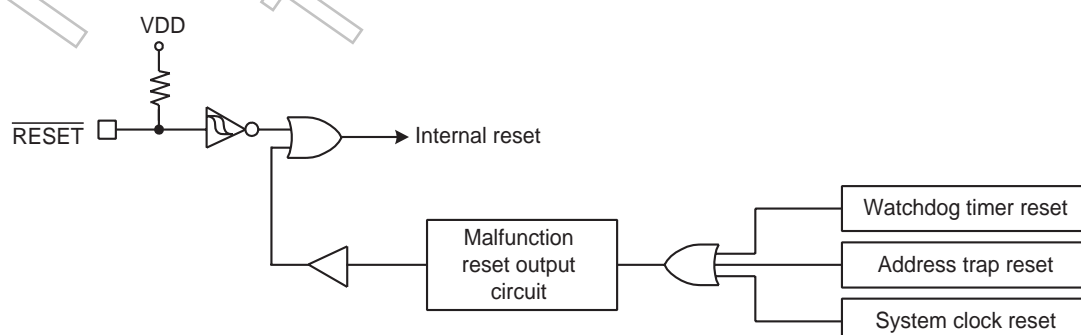 VDD
RESET
Internal reset
Watchdog timer reset
Malfunction
reset output
circuit
Address trap reset
System clock reset